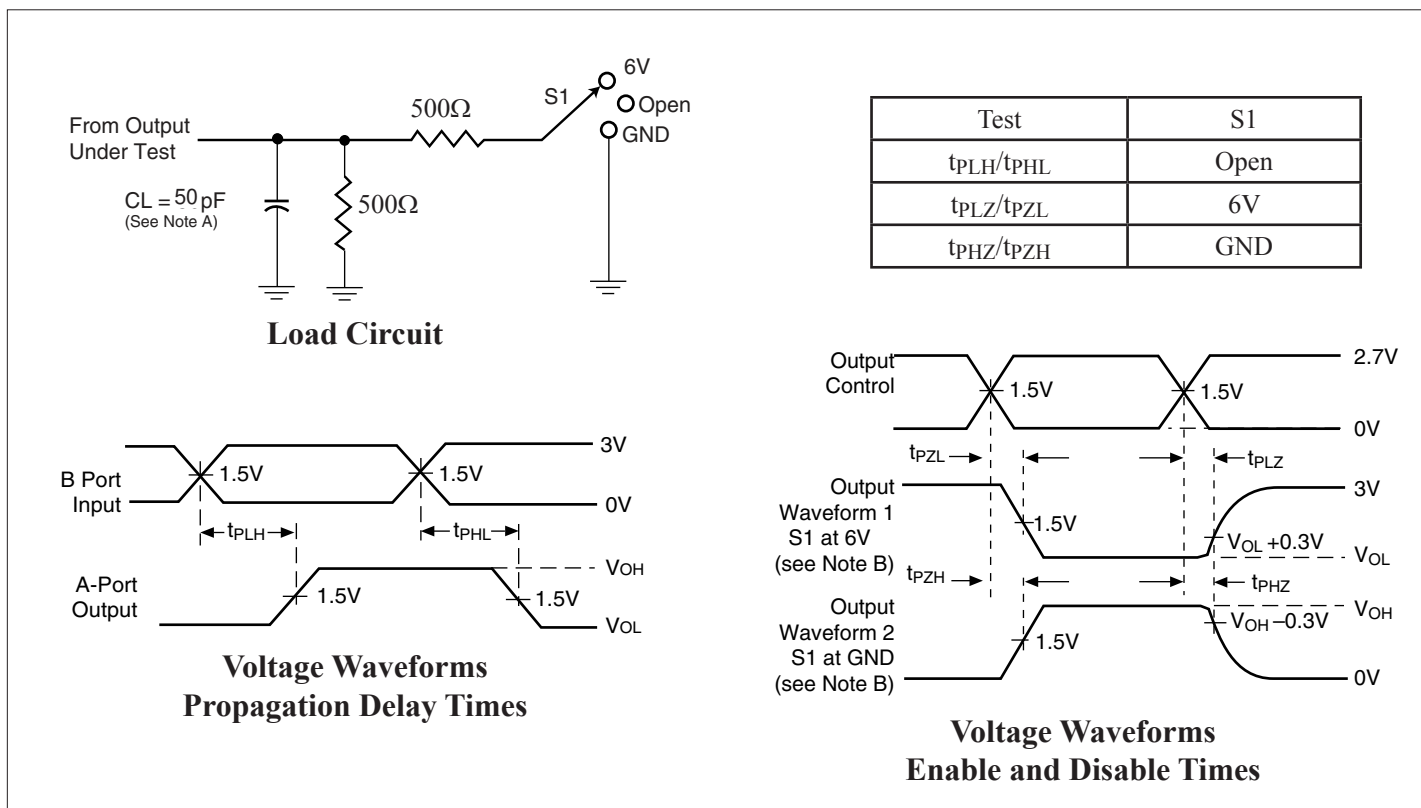 6V
S1
Open
GND
500Ω
From Output
Under Test
CL = 50 pF
(See Note A)
500Ω
Load Circuit
Test S1
tPLH/tPHL Open
tPLZ/tPZL 6V
tPHZ/tPZH GND
B Port
Input
1.5V
1.5V
3V
0V
tPLH
tPHL
A-Port
Output
1.5V
1.5V
VOH
VOL
Voltage Waveforms
Propagation Delay Times
Output
Control
1.5V
1.5V
2.7V
0V
tPZL
tPLZ
Output
Waveform 1
S1 at 6V
(see Note B)
1.5V
3V
VOL +0.3V
VOL
tPZH
tPHZ
Output
Waveform 2
S1 at GND
(see Note B)
1.5V
VOH
VOH –0.3V
0V
Voltage Waveforms
Enable and Disable Times